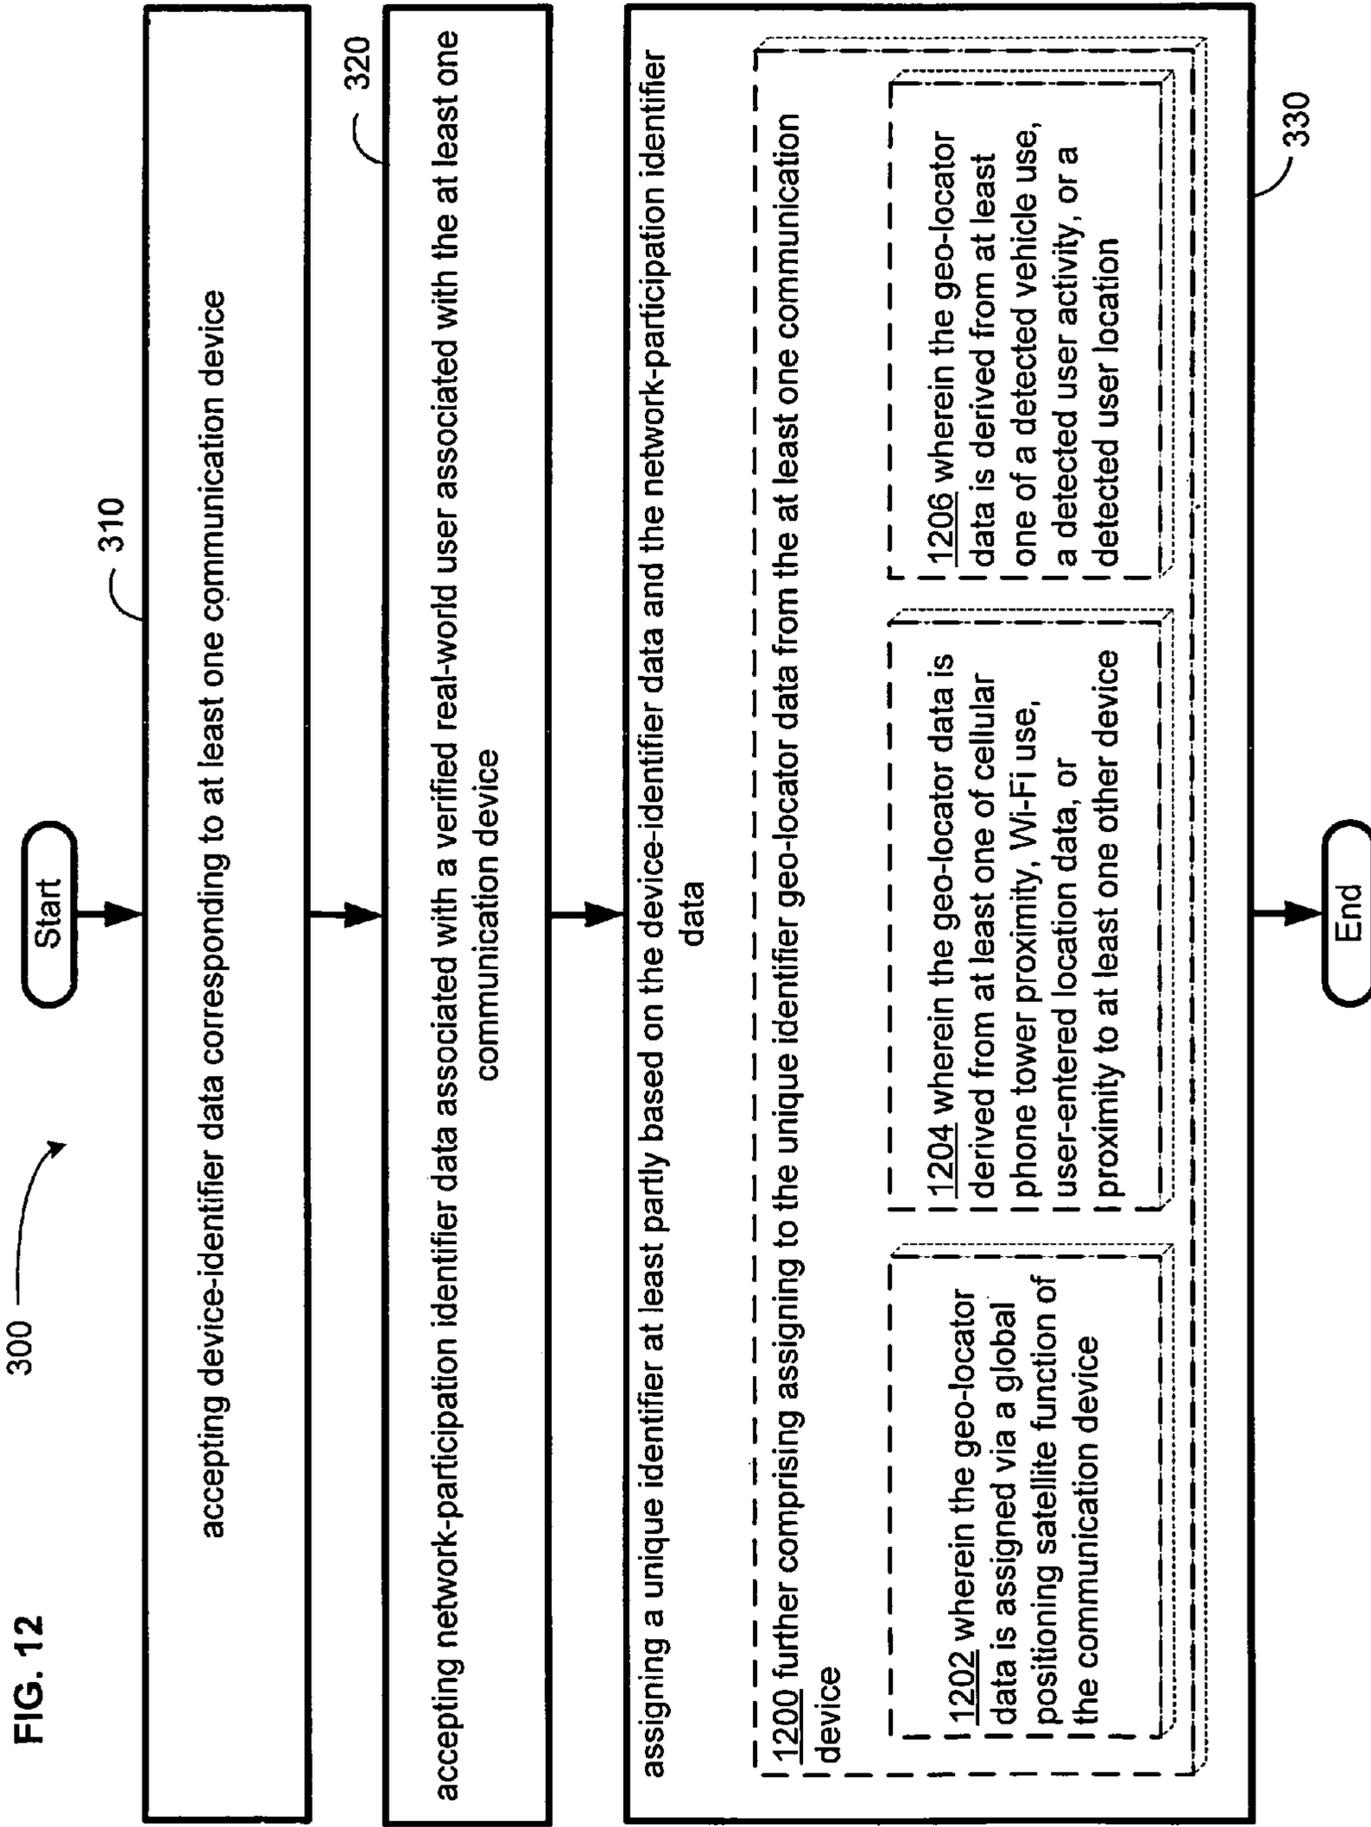 FIG. 12
300
Start
310
accepting device-identifier data corresponding to at least one communication device
320
accepting network-participation identifier data associated with a verified real-world user associated with the at least one
communication device
assigning a unique identifier at least partly based on the device-identifier data and the network-participation identifier
data
1200 further comprising assigning to the unique identifier geo-locator data from the at least one communication
device
1202 wherein the geo-locator
data is assigned via a global
positioning satellite function of
the communication device
1204 wherein the geo-locator data is
derived from at least one of cellular
phone tower proximity, Wi-Fi use,
user-entered location data, or
proximity to at least one other device
1206 wherein the geo-locator
data is derived from at least
one of a detected vehicle use,
a detected user activity, or a
detected user location
330
End